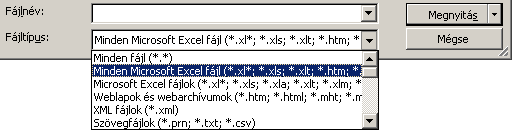 Fájlnév:
Megnyitás
Fájltípus:
Minden Microsoft Excel fájl (*.xl*; *.xls; *.xlt; *.htm; *
Mégse
Minden fájl (*.*)
Minden Microsoft Excel fájl (*.xl*; *.xls; *.xlt; *.htm; *.
Microsoft Excel fájlok (*.xl*; *.xls; *.xla; *.xlt; *.xlm; *.
Weblapok és webarchívumok (*.htm; *.html; *.mht; *.m
XML fájlok (*.xml)
Szövegfájlok (*.prn; *.txt; *.csv)